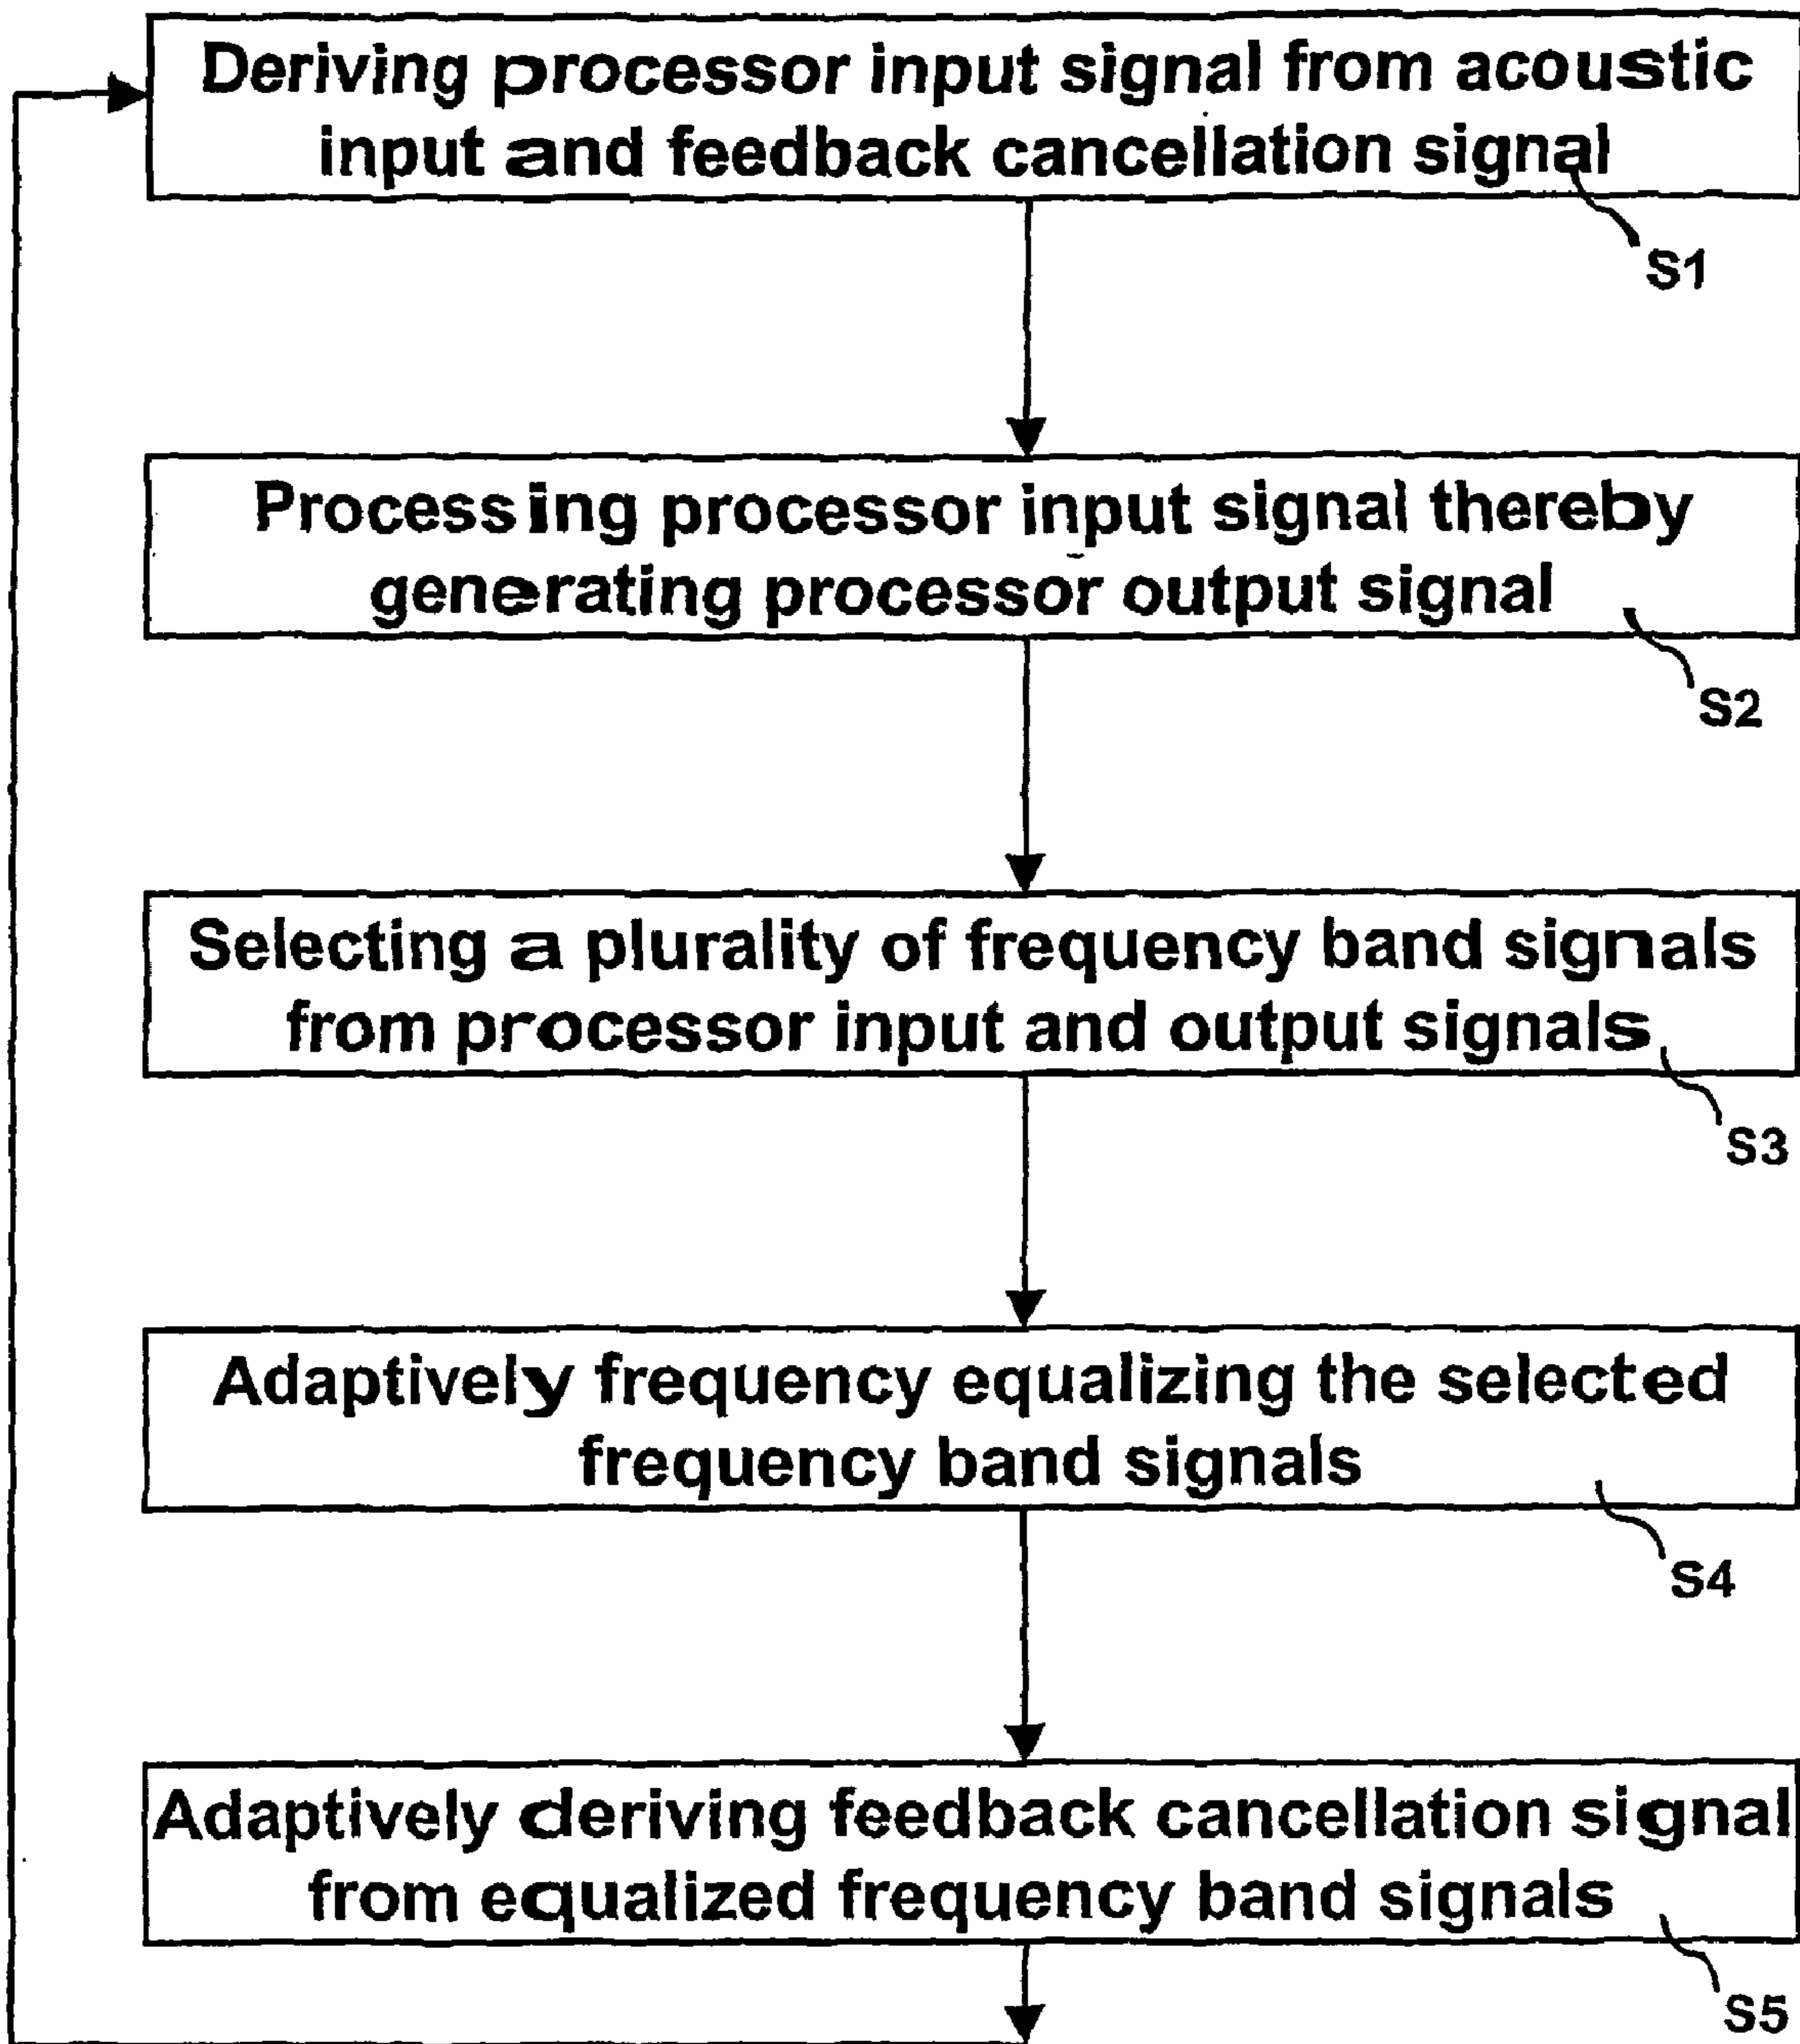 Deriving processor input signal from acoustic
input and feedback cancellation signal
S1
Processing processor input signal thereby
generating processor output signal
S2
Selecting a plurality of frequency band signals
from processor input and output signals
S3
Adaptively frequency equalizing the selected
frequency band signals
S4
Adaptively deriving feedback cancellation signal
from equalized frequency band signals
S5